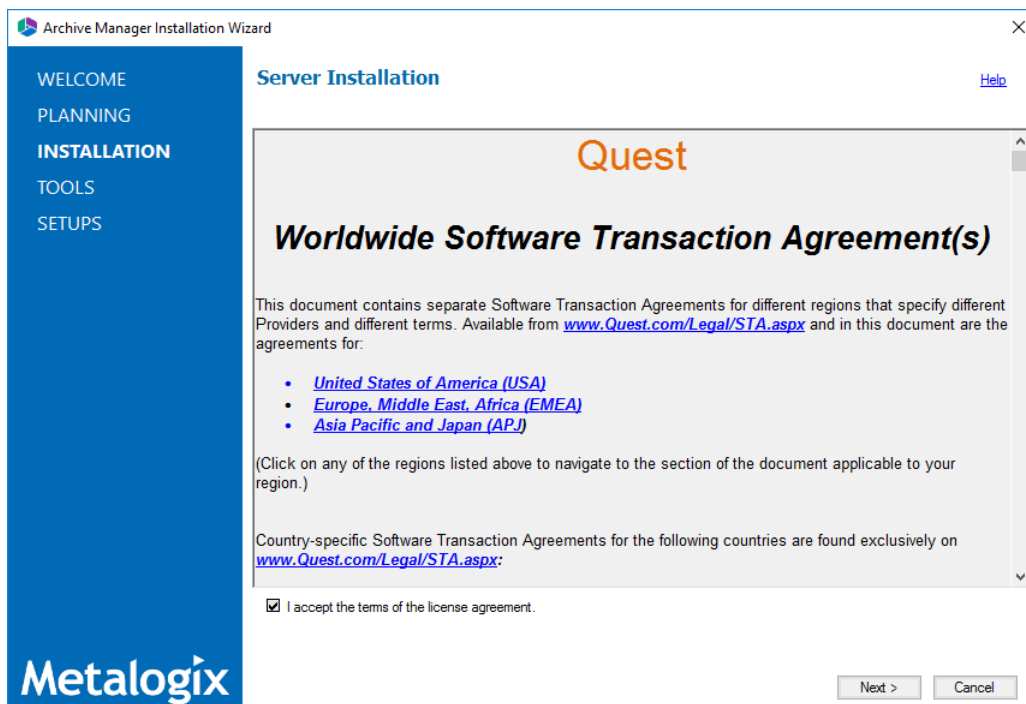 Archive Manager Installation Wizard
WELCOME
PLANNING
INSTALLATION
TOOLS
SETUPS
Metalogix
Server Installation
Help
Quest
Worldwide Software Transaction Agreement(s)
This document contains separate Software Transaction Agreements for different regions that specify different
Providers and different terms. Available from www.Quest.com/Legal/STA.aspx and in this document are the
agreements for:
• United States of America (USA)
• Europe, Middle East, Africa (EMEA)
• Asia Pacific and Japan (APJ)
(Click on any of the regions listed above to navigate to the section of the document applicable to your
region.)
Country-specific Software Transaction Agreements for the following countries are found exclusively on
www.Quest.com/Legal/STA.aspx:
I accept the terms of the license agreement.
Next >
Cancel